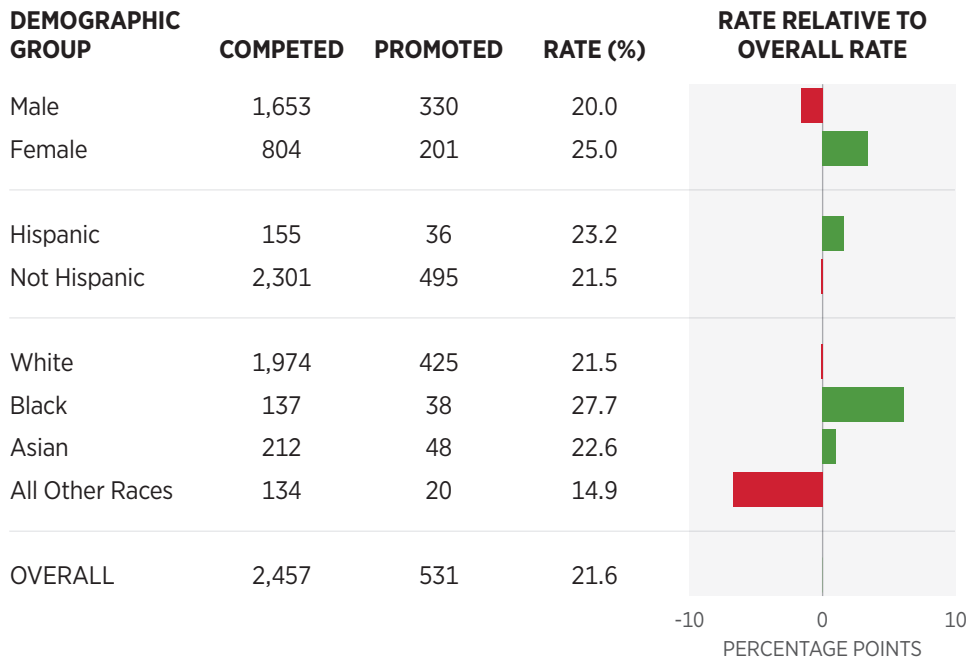 DEMOGRAPHIC GROUP COMPETED PROMOTED RATE (%) RATE RELATIVE TO OVERALL RATE
Male 1,653 330 20.0
Female 804 201 25.0
Hispanic 155 36 23.2
Not Hispanic 2,301 495 21.5
White 1,974 425 21.5
Black 137 38 27.7
Asian 212 48 22.6
All Other Races 134 20 14.9
OVERALL 2,457 531 21.6
-10 0 10
PERCENTAGE POINTS